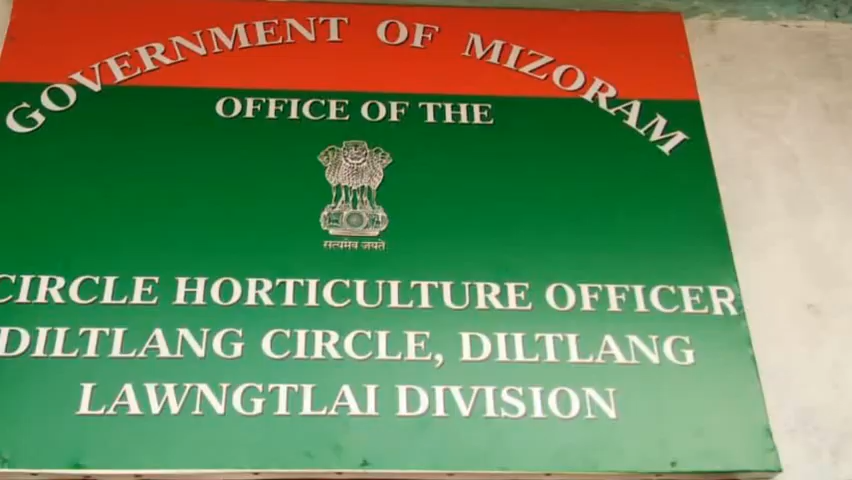 GOVERNMENT OF MIZORAM
OFFICE OF THE
सत्यमेव जयते
CIRCLE HORTICULTURE OFFICER
DILTLANG CIRCLE, DILTLANG
LAWNGTLAI DIVISION